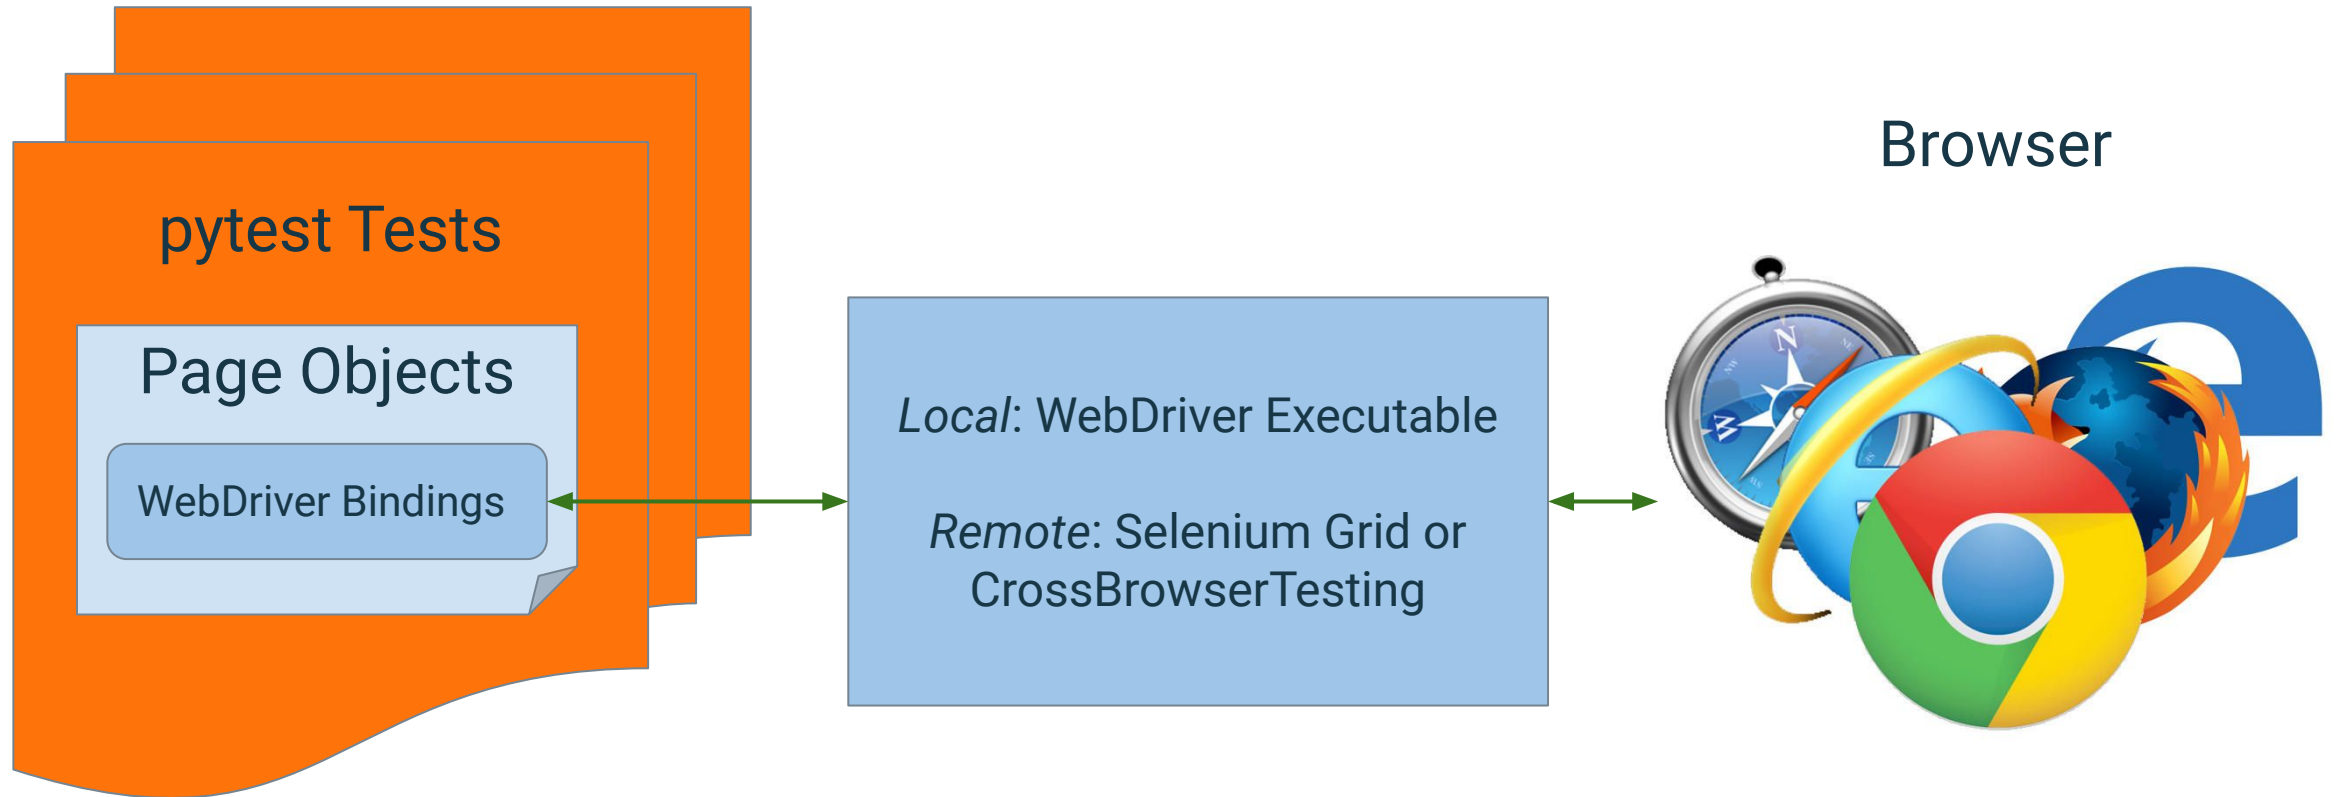 pytest Tests
Page Objects
WebDriver Bindings
Local: WebDriver Executable
Remote: Selenium Grid or
CrossBrowserTesting
Browser
N
W